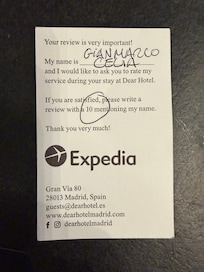 Your review is very important!
My name is GIANMARCO
CELIA
and I would like to ask you to rate my
service during your stay at Dear Hotel.
If you are satisfied, please write a
review with a 10 mentioning my name.
Thank you very much!
Expedia
Gran Vía 80
28013 Madrid, Spain
guests@dearhotel.es
www.dearhotelmadrid.com
dearhotelmadrid